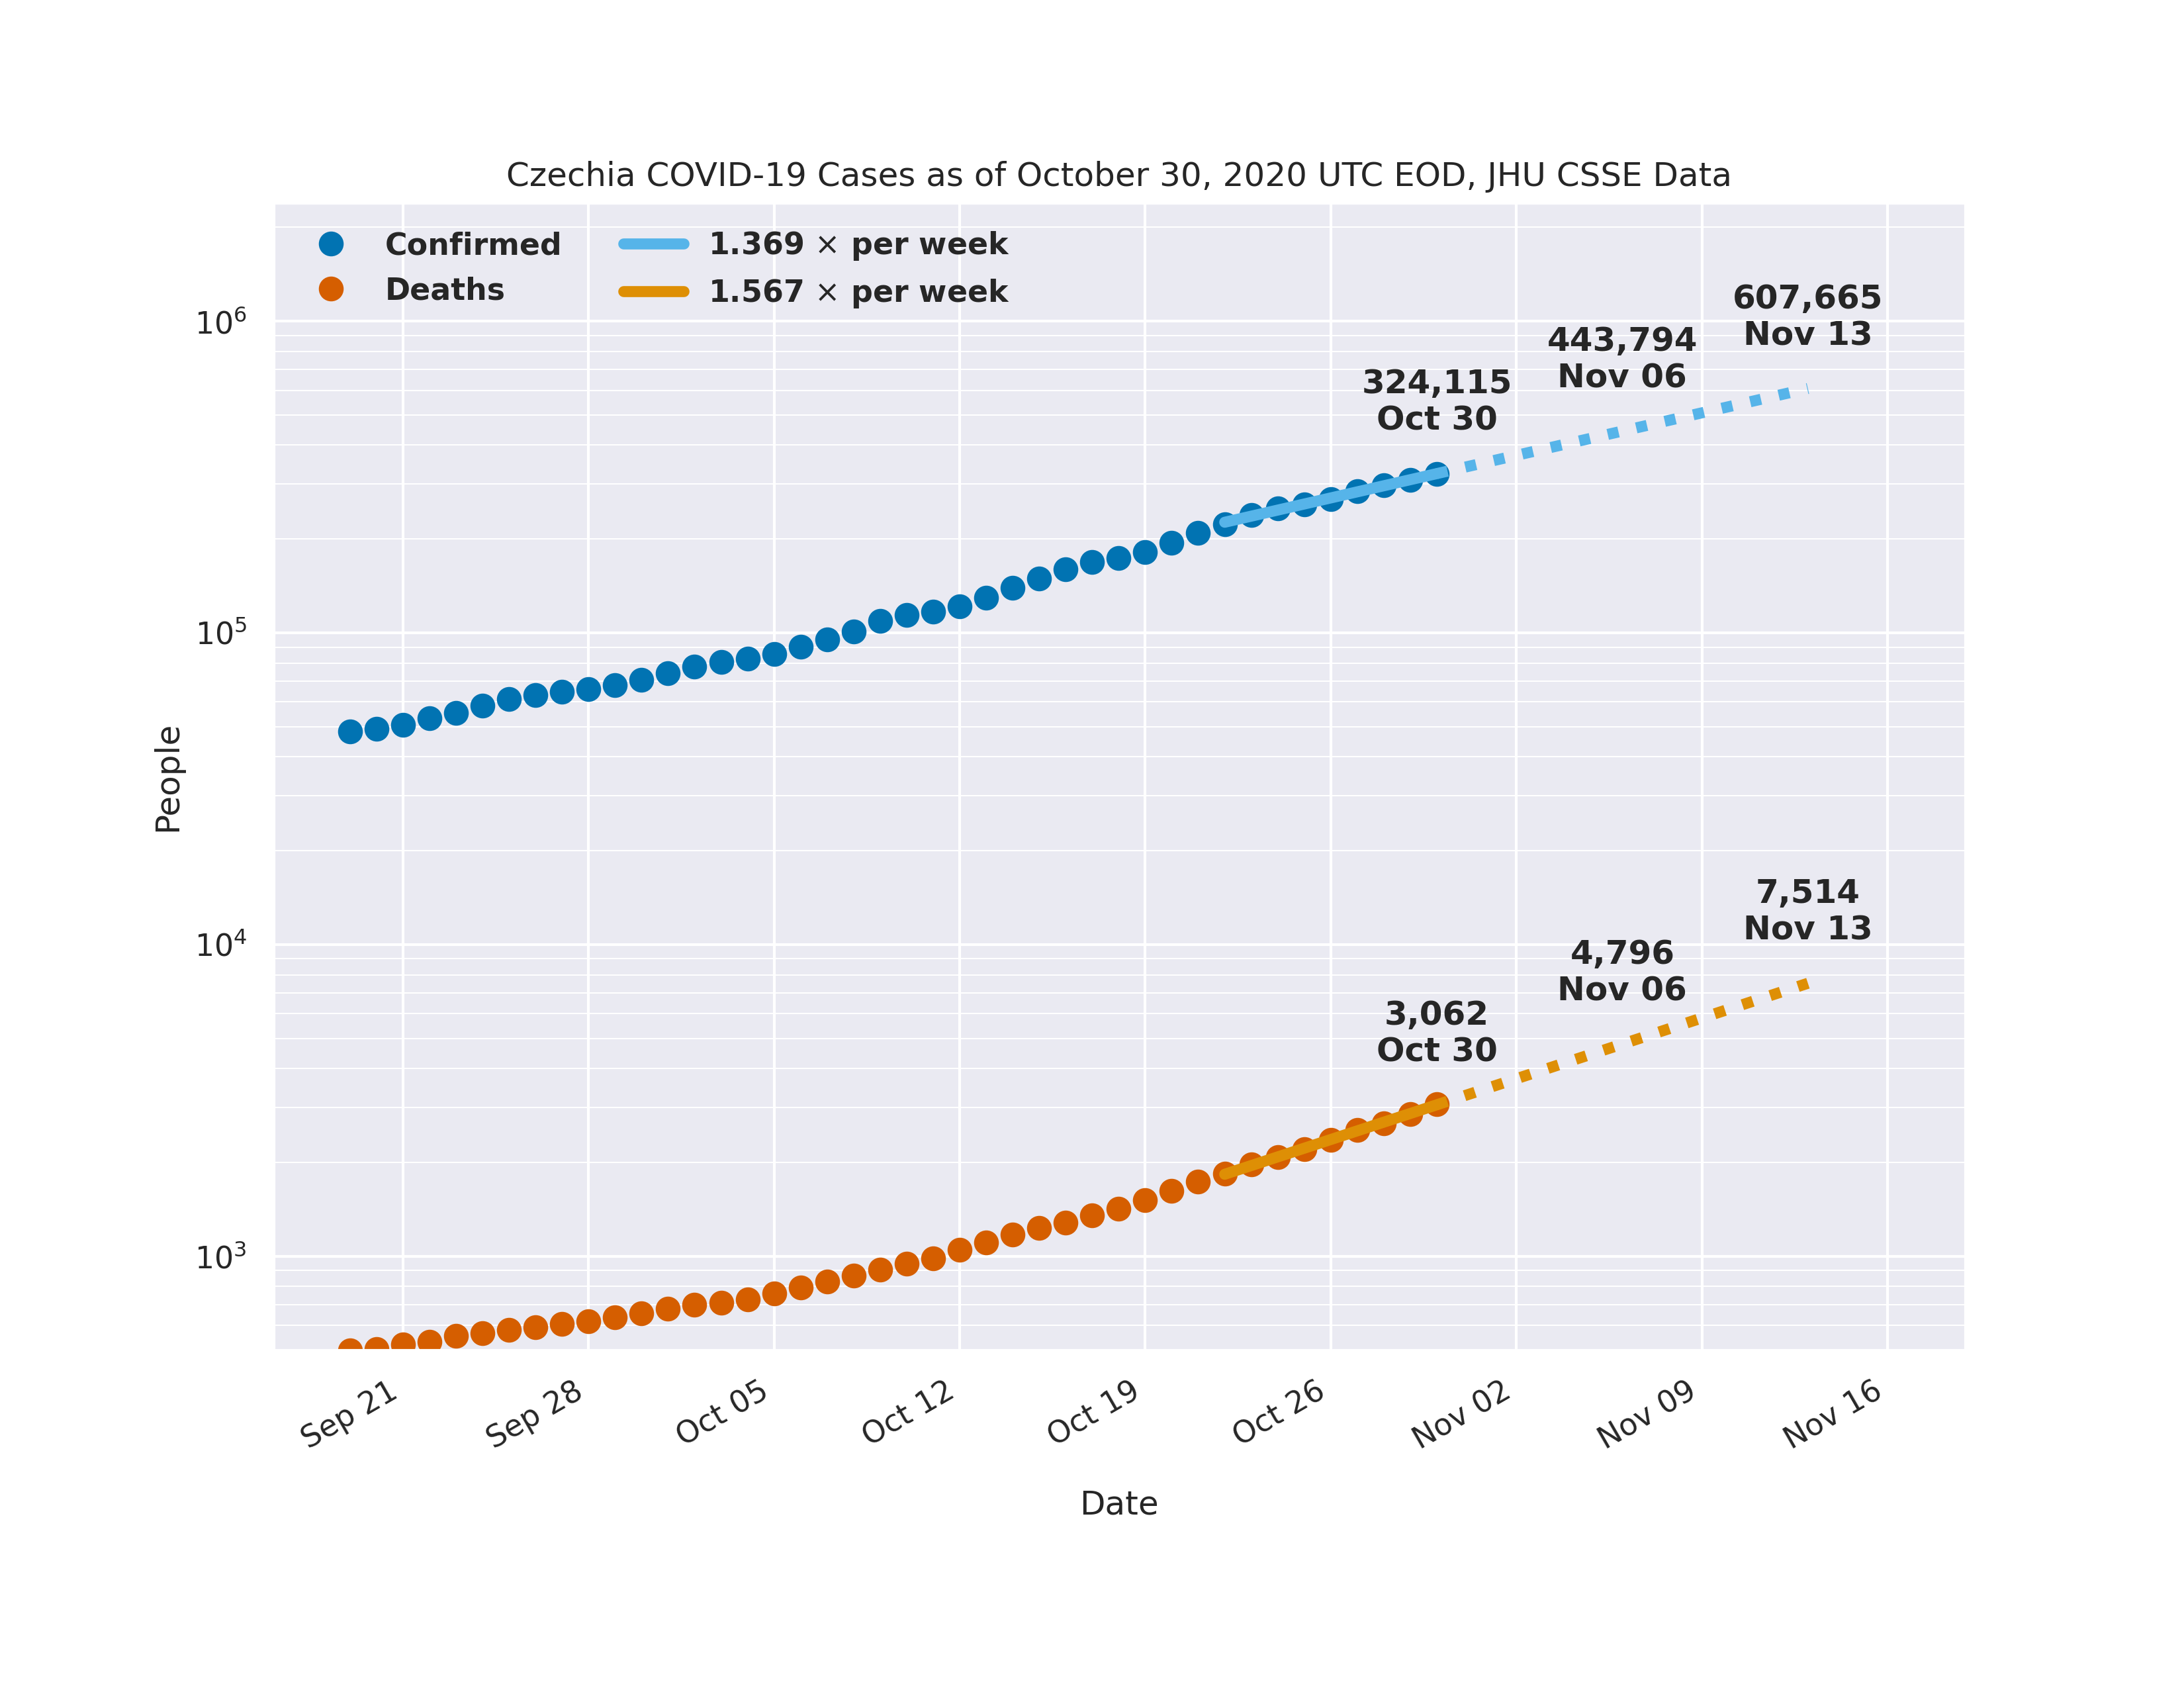 Czechia COVID-19 Cases as of October 30, 2020 UTC EOD, JHU CSSE Data
Confirmed
Deaths
1.369 × per week
1.567 × per week
607,665
Nov 13
443,794
Nov 06
324,115
Oct 30
7,514
Nov 13
4,796
Nov 06
3,062
Oct 30
People
10⁶
10⁵
10⁴
10³
Sep 21
Sep 28
Oct 05
Oct 12
Oct 19
Oct 26
Nov 02
Nov 09
Nov 16
Date